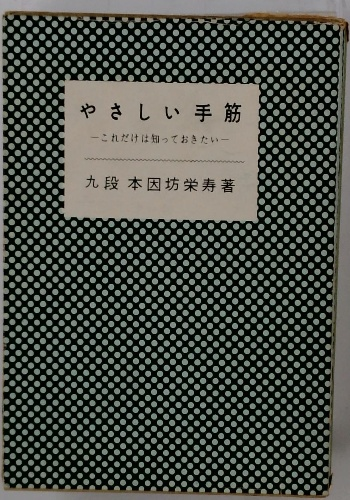 やさしい手筋
―これだけは知っておきたい―
九段 本因坊栄寿著